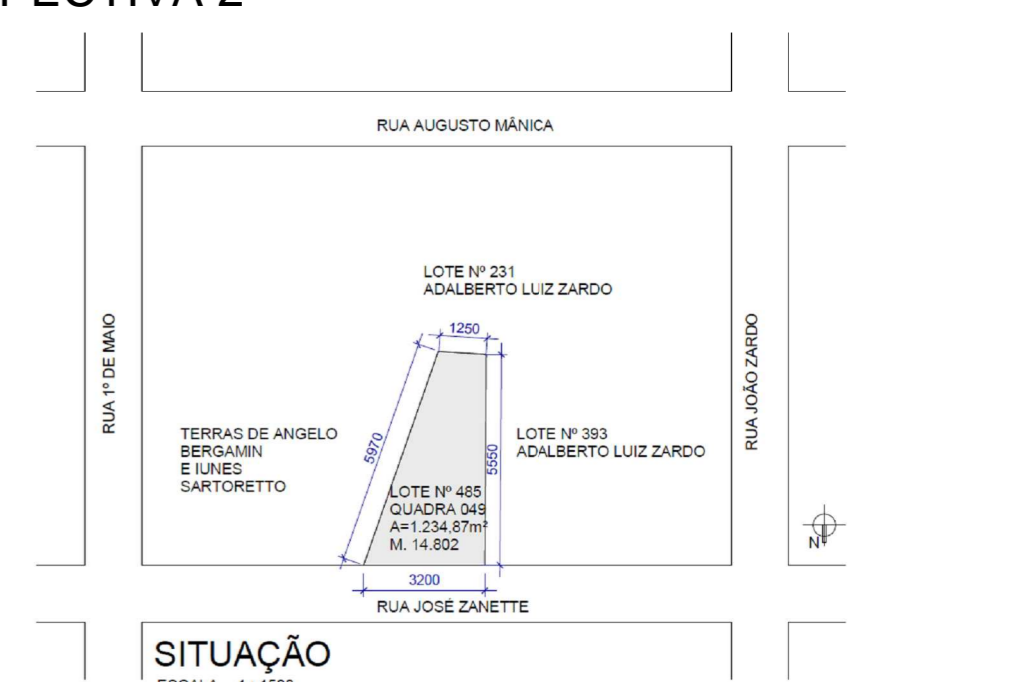 RUA AUGUSTO MÂNICA
LOTE Nº 231
ADALBERTO LUIZ ZARDO
1250
RUA 1º DE MAIO
RUA JOÃO ZARDO
TERRAS DE ANGELO
BERGAMIN
E IUNES
SARTORETTO
5970
5550
LOTE Nº 393
ADALBERTO LUIZ ZARDO
LOTE Nº 485
QUADRA 049
A=1.234,87m²
M. 14.802
N
3200
RUA JOSÉ ZANETTE
SITUAÇÃO